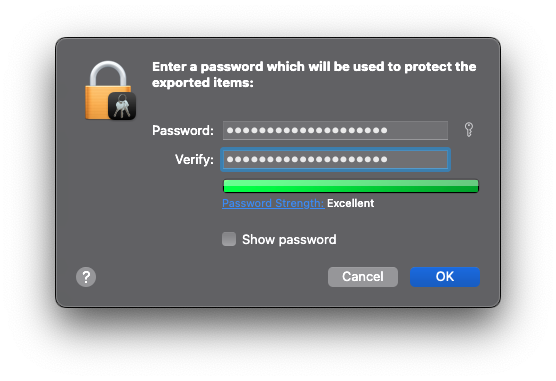 Enter a password which will be used to protect the
exported items:
Password: ●●●●●●●●●●●●●●●●●●●●
Verify: ●●●●●●●●●●●●●●●●●●●●
Password Strength: Excellent
Show password
? Cancel OK